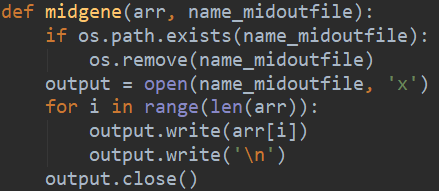 def midgene(arr, name_midoutfile):
    if os.path.exists(name_midoutfile):
        os.remove(name_midoutfile)
    output = open(name_midoutfile, 'x')
    for i in range(len(arr)):
        output.write(arr[i])
        output.write('\n')
    output.close()